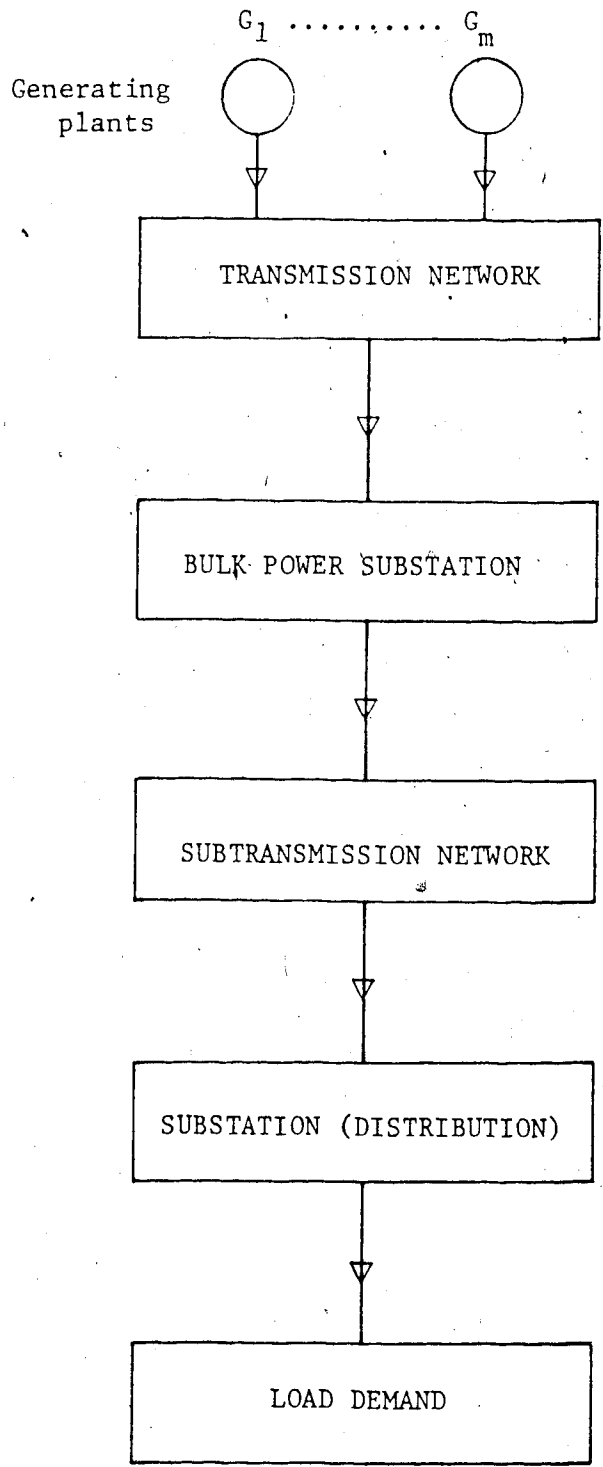 G1 .......... Gm
Generating
plants
TRANSMISSION NETWORK
BULK POWER SUBSTATION
SUBTRANSMISSION NETWORK
SUBSTATION (DISTRIBUTION)
LOAD DEMAND